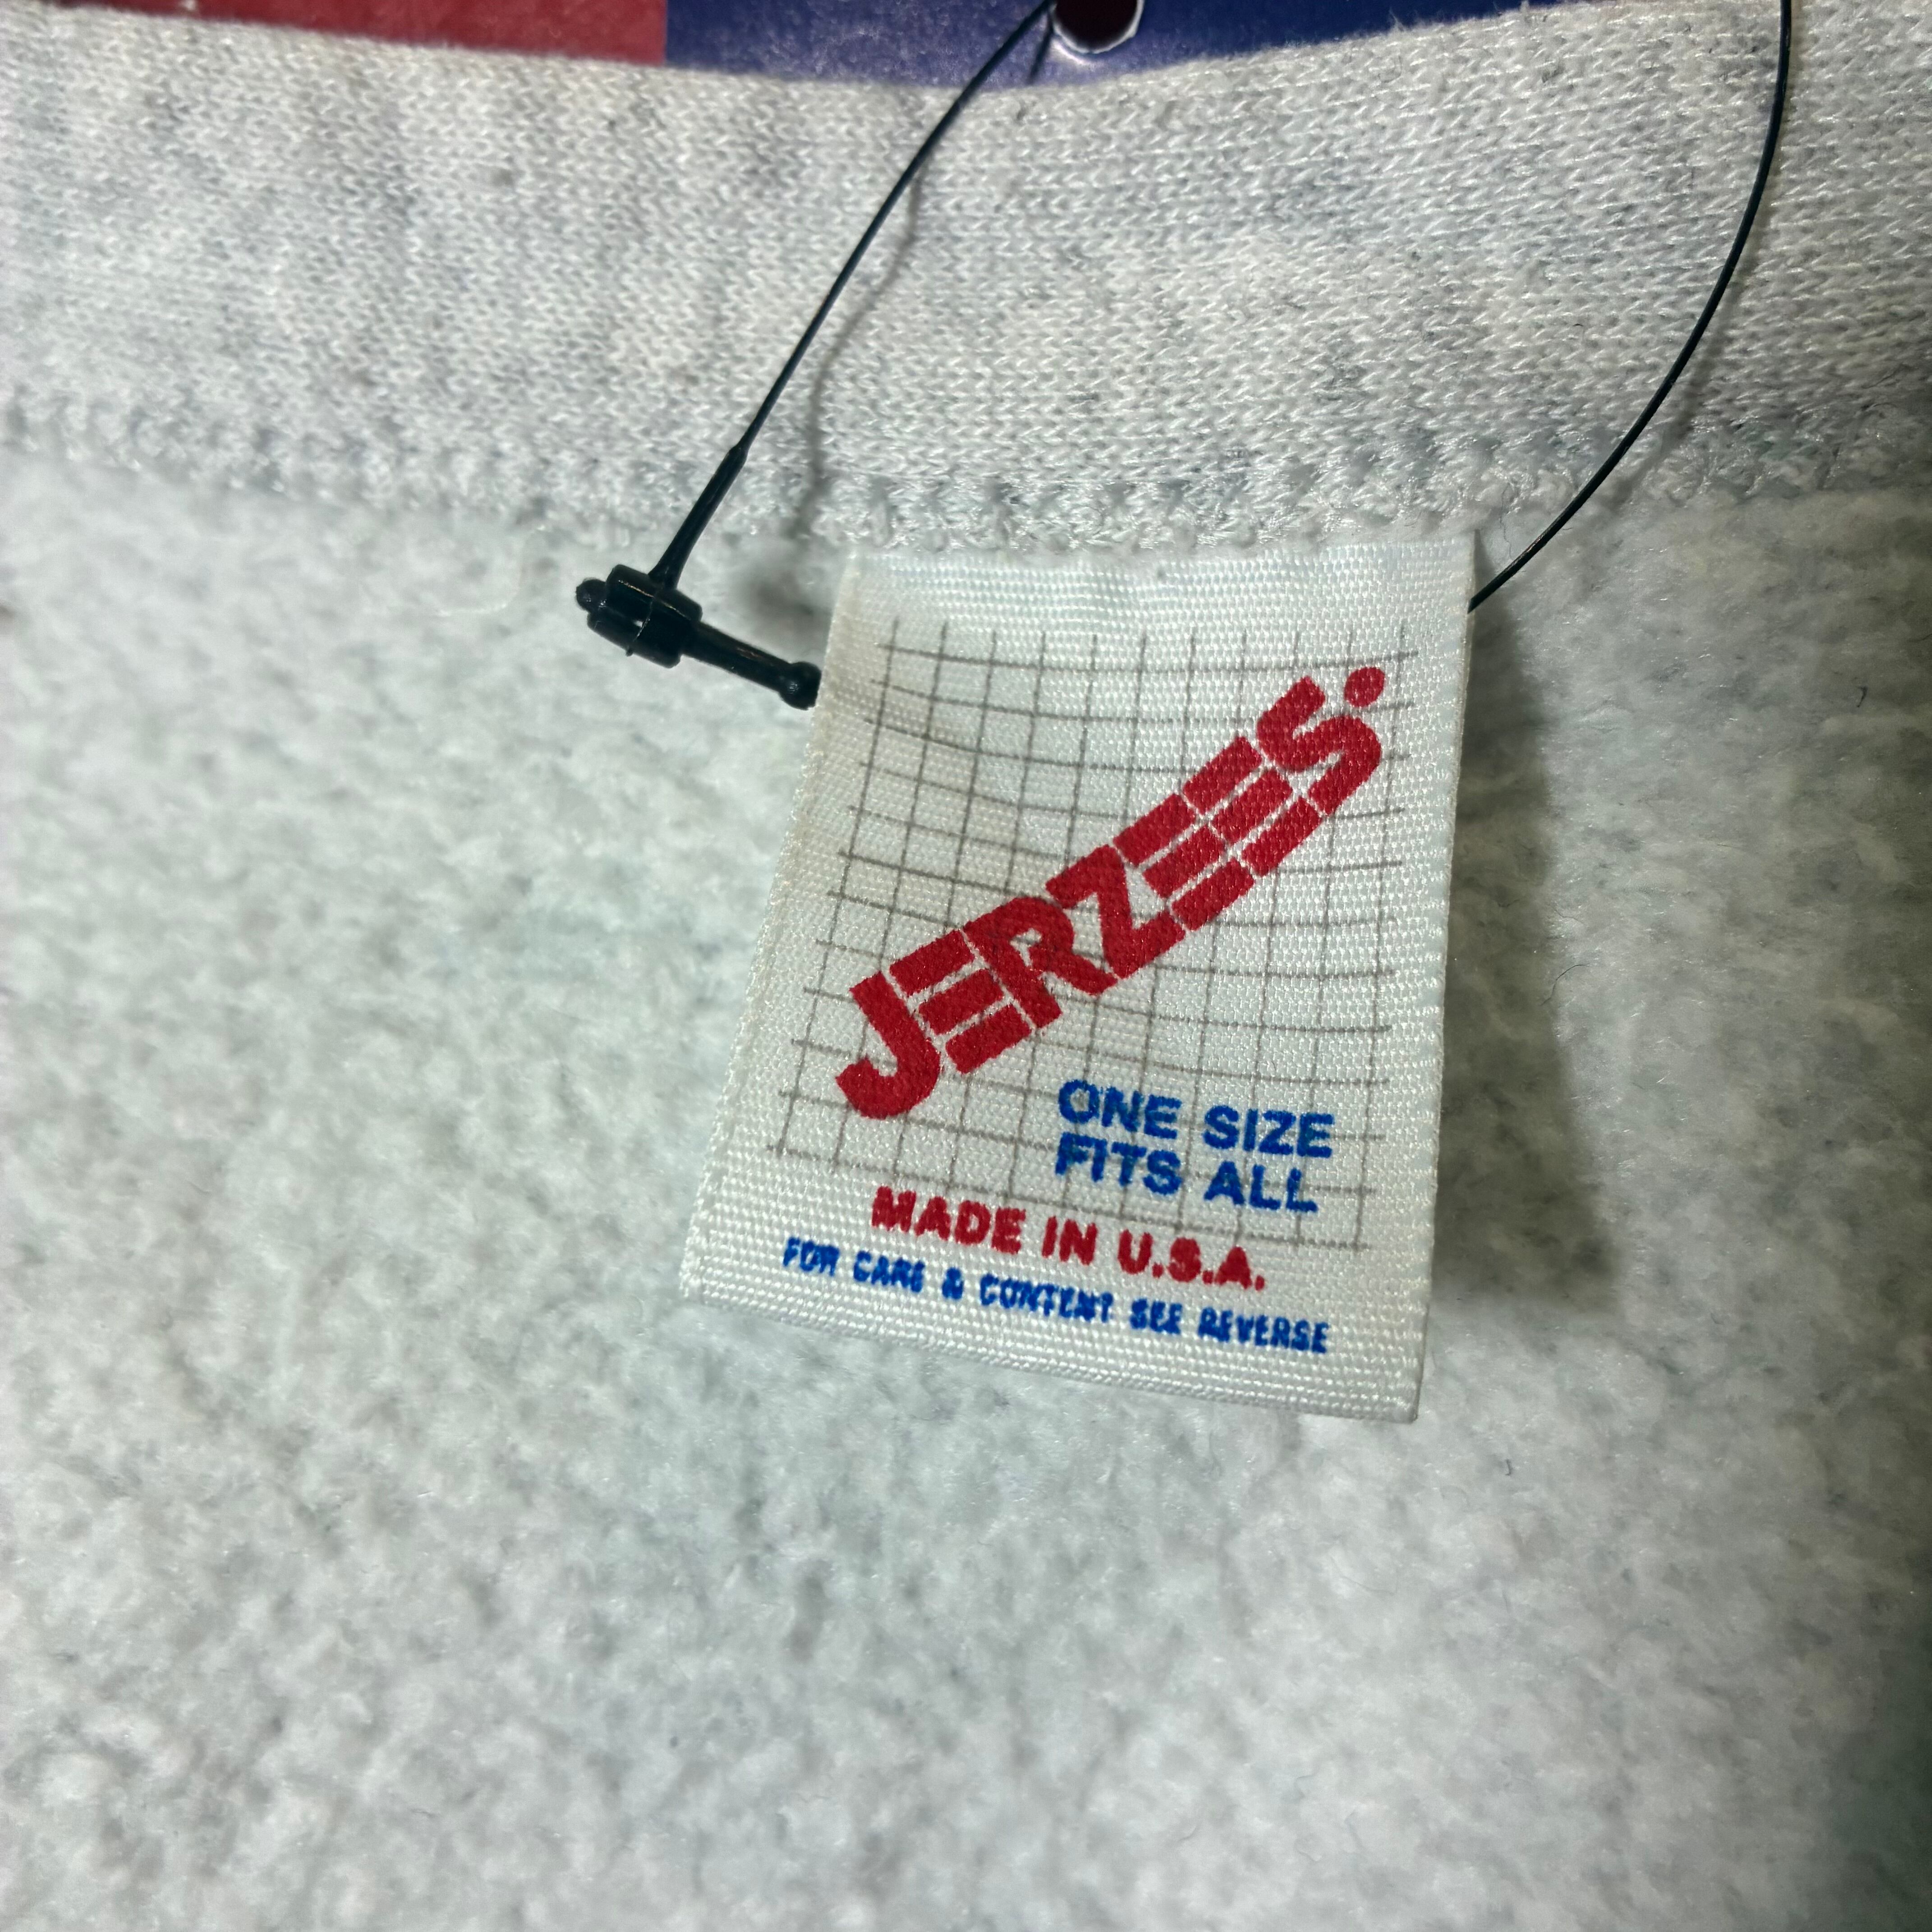 JERZEES.
ONE SIZE
FITS ALL
MADE IN U.S.A.
FOR CARE & CONTENT SEE REVERSE